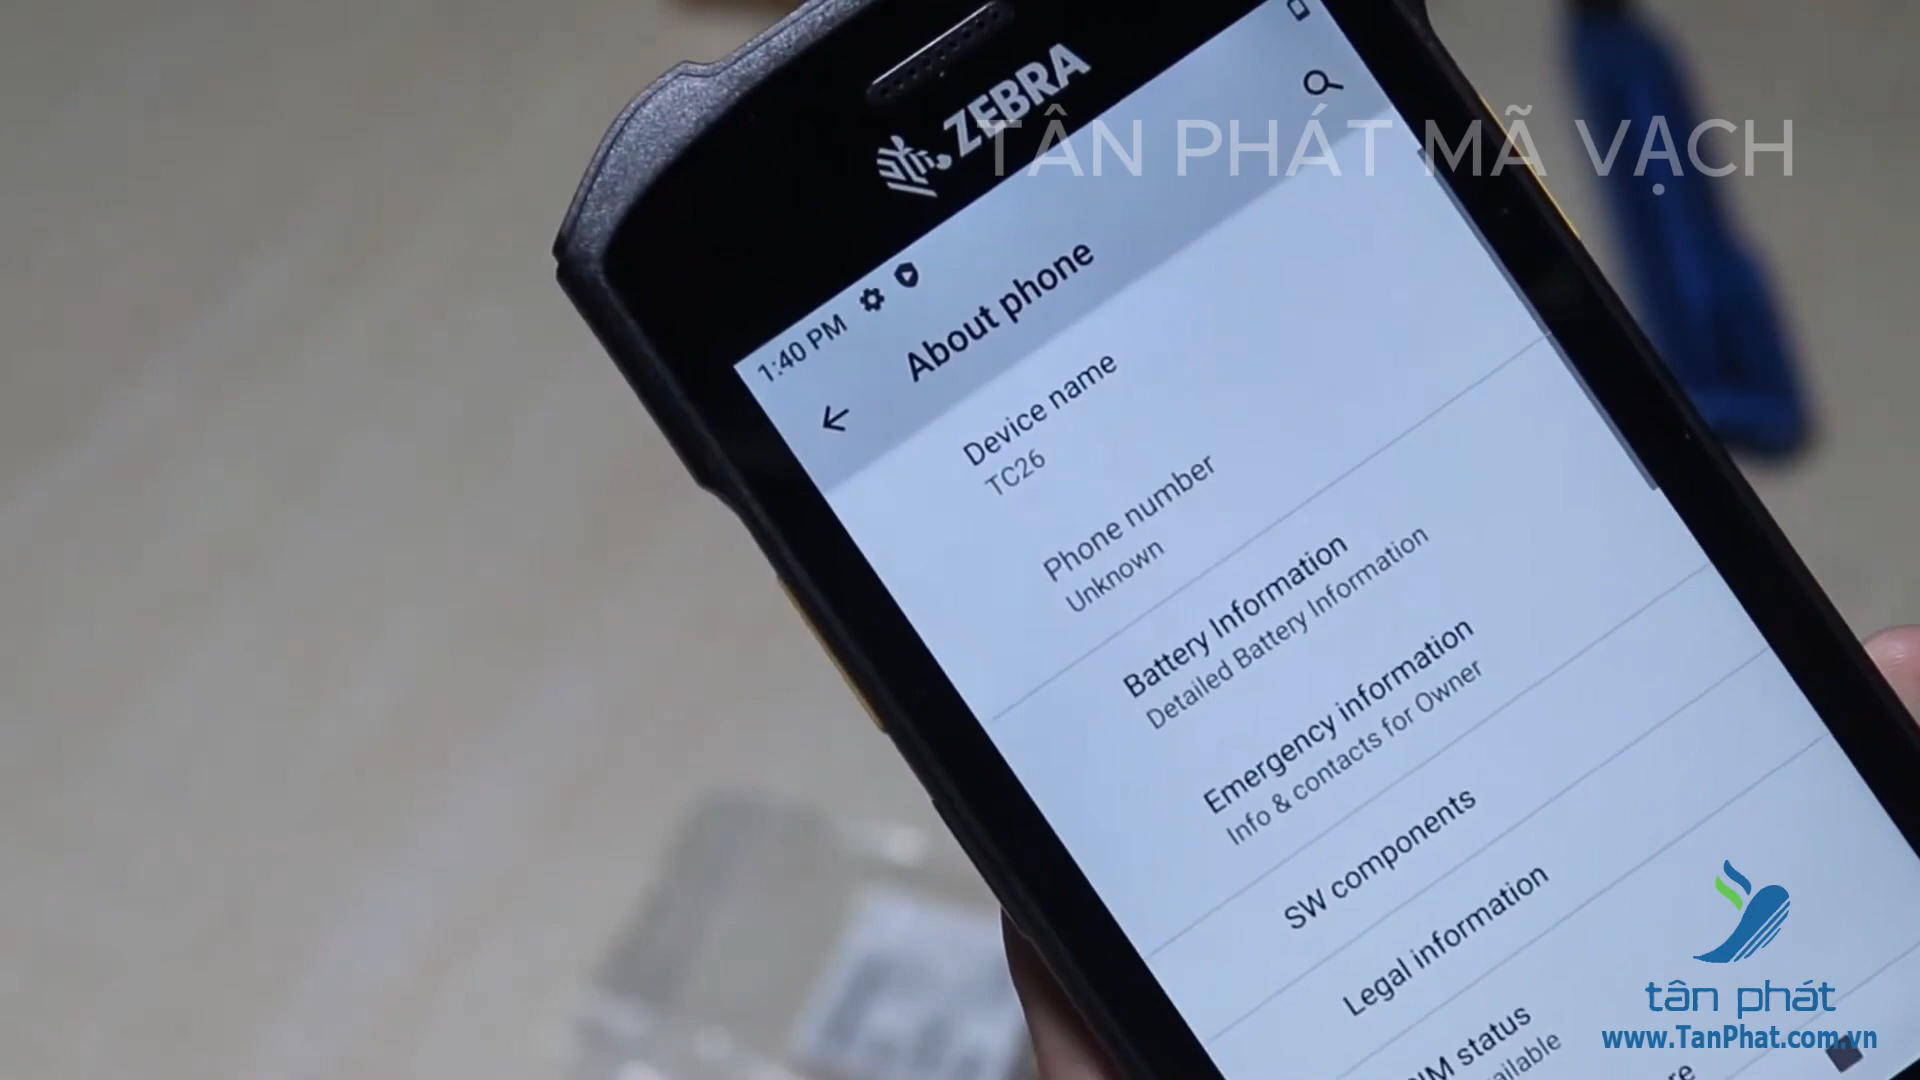 ZEBRA
TÂN PHÁT MÃ VẠCH
1:40 PM
About phone
Device name
TC26
Phone number
Unknown
Battery Information
Detailed Battery Information
Emergency information
Info & contacts for Owner
SW components
Legal information
tân phát
www.TanPhat.com.vn